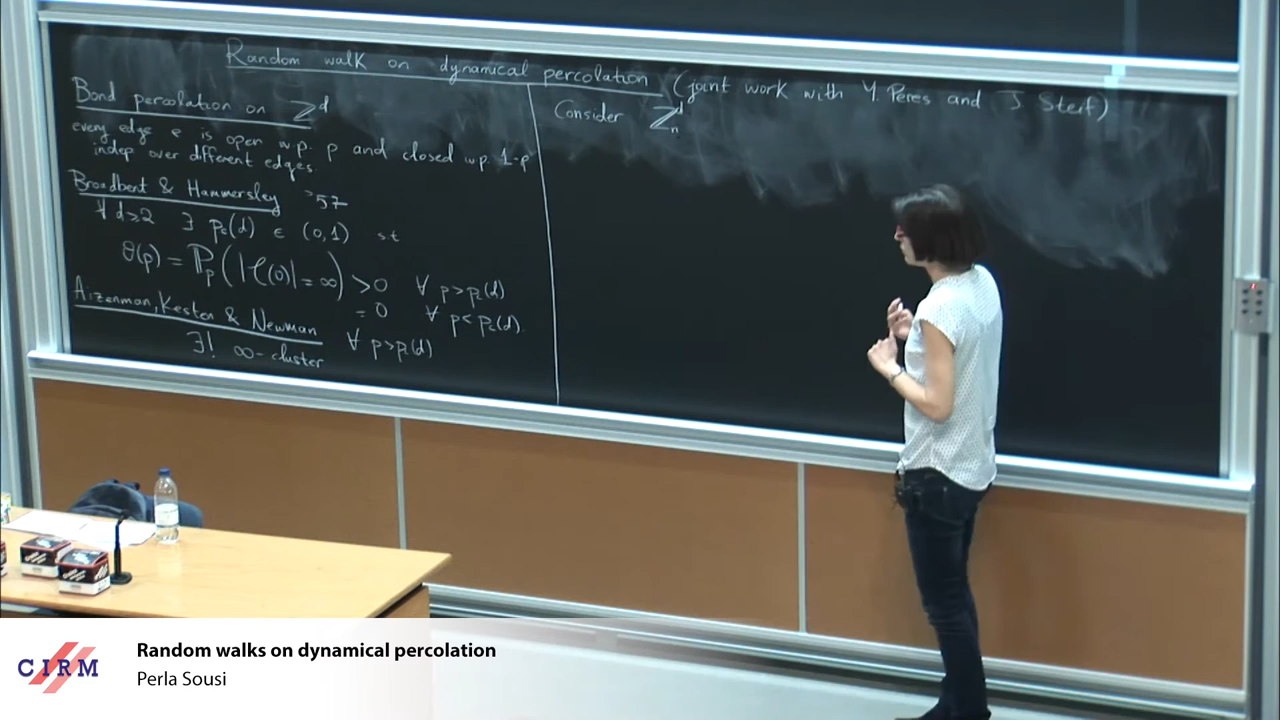 Random walk on dynamical percolation (joint work with Y. Peres and J Steif)
Bond percolation on ℤ^d
every edge e is open w.p. p and closed w.p. 1-p
indep over different edges.
Broadbent & Hammersley '57
∀ d≥2 ∃ p_c(d) ∈ (0,1) s.t
θ(p) = ℙ_p(|C(0)| = ∞) >0 ∀ p>p_c(d)
=0 ∀ p<p_c(d).
Aizenman, Kesten & Newman
∃! ∞-cluster ∀ p>p_c(d)
Consider ℤ_n^d
CIRM
Random walks on dynamical percolation
Perla Sousi